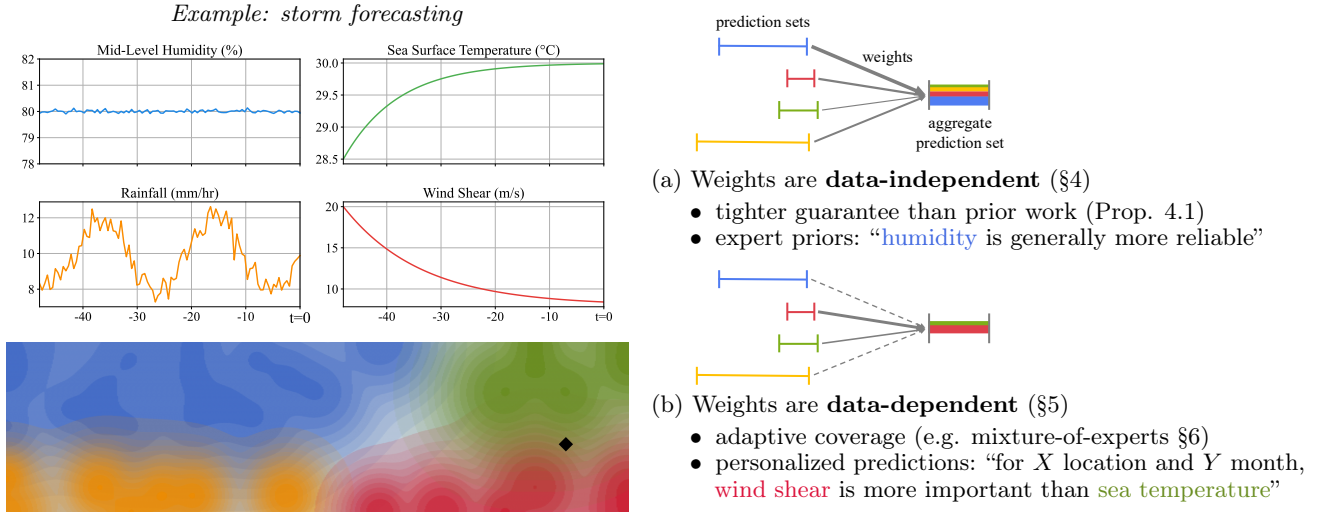 Example: storm forecasting
Mid-Level Humidity (%)
82
81
80
79
78
Sea Surface Temperature (°C)
30.0
29.5
29.0
28.5
Rainfall (mm/hr)
12
10
8
-40
-30
-20
-10
t=0
Wind Shear (m/s)
20
15
10
-40
-30
-20
-10
t=0
prediction sets
weights
aggregate
prediction set
(a) Weights are data-independent (§4)
• tighter guarantee than prior work (Prop. 4.1)
• expert priors: “humidity is generally more reliable”
(b) Weights are data-dependent (§5)
• adaptive coverage (e.g. mixture-of-experts §6)
• personalized predictions: “for X location and Y month,
wind shear is more important than sea temperature”